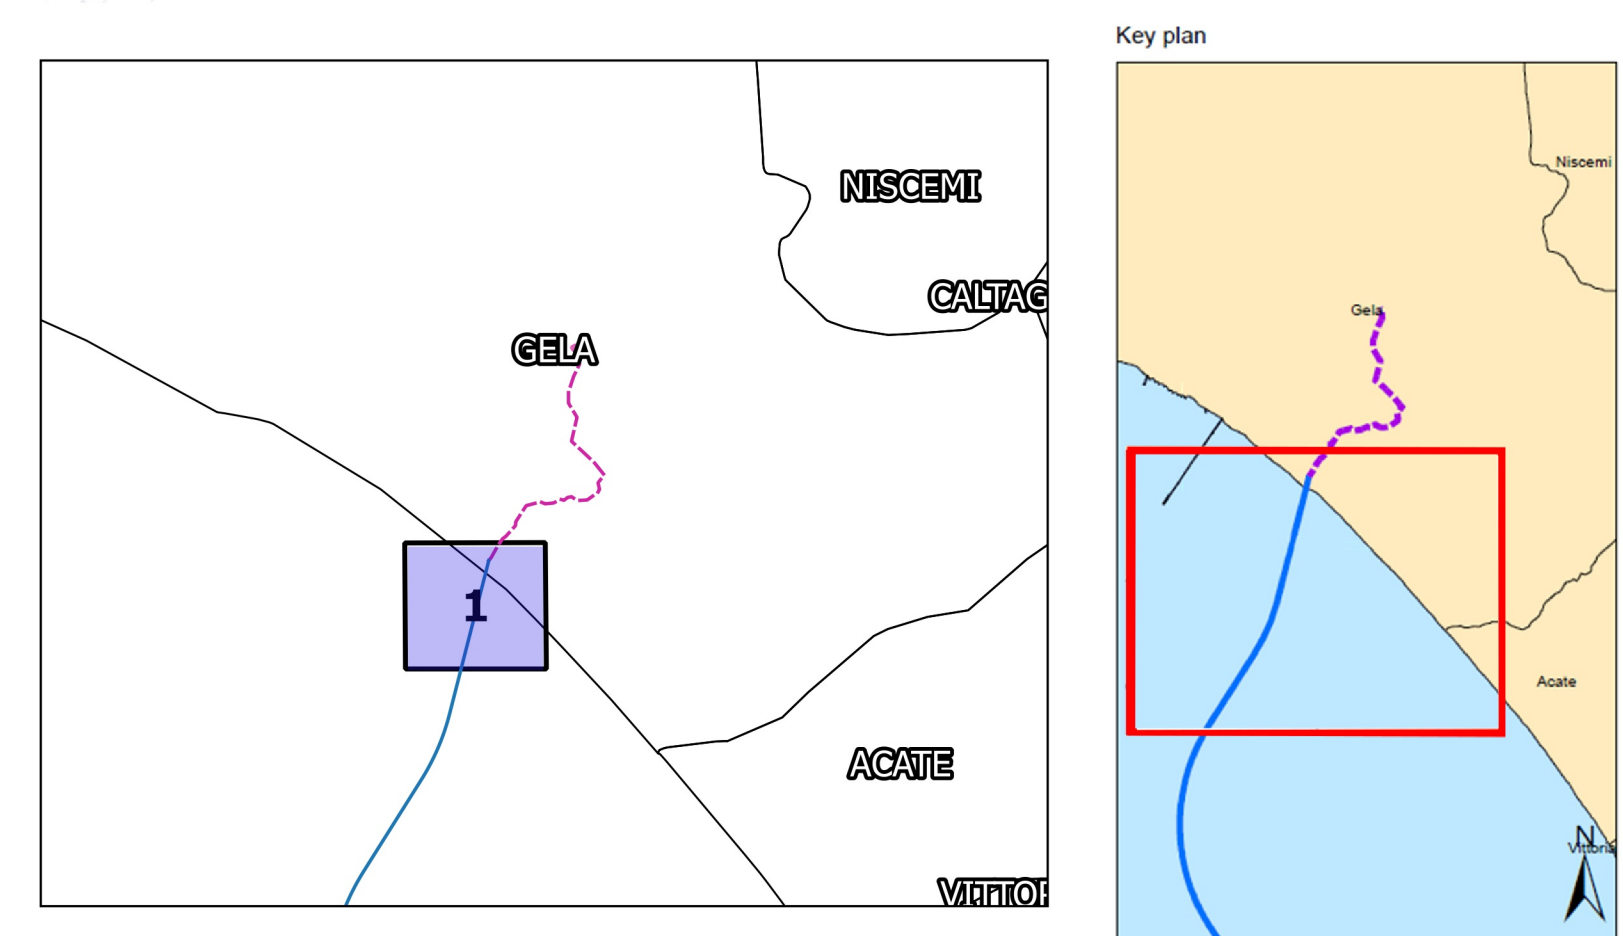 Key plan
NISCEMI
CALTAG
GELA
1
ACATE
VITTOR
Niscemi
Gela
Acate
N
Vittoria